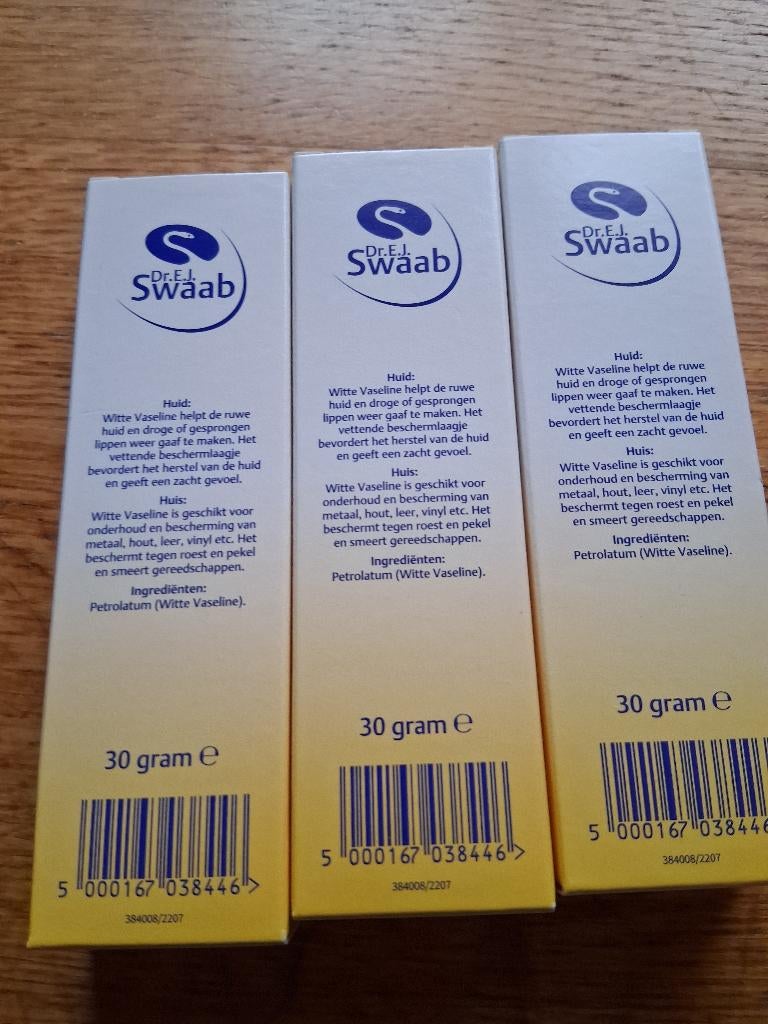 Dr.E.J.
Swaab
Huid:
Witte Vaseline helpt de ruwe
huid en droge of gesprongen
lippen weer gaaf te maken. Het
vettende beschermlaagje
bevordert het herstel van de huid
en geeft een zacht gevoel.
Huis:
Witte Vaseline is geschikt voor
onderhoud en bescherming van
metaal, hout, leer, vinyl etc. Het
beschermt tegen roest en pekel
en smeert gereedschappen.
Ingrediënten:
Petrolatum (Witte Vaseline).
30 gram ℮
5 000167 038446 >
384008/2207
Dr.E.J.
Swaab
Huid:
Witte Vaseline helpt de ruwe
huid en droge of gesprongen
lippen weer gaaf te maken. Het
vettende beschermlaagje
bevordert het herstel van de huid
en geeft een zacht gevoel.
Huis:
Witte Vaseline is geschikt voor
onderhoud en bescherming van
metaal, hout, leer, vinyl etc. Het
beschermt tegen roest en pekel
en smeert gereedschappen.
Ingrediënten:
Petrolatum (Witte Vaseline).
30 gram ℮
5 000167 038446 >
384008/2207
Dr.E.J.
Swaab
Huid:
Witte Vaseline helpt de ruwe
huid en droge of gesprongen
lippen weer gaaf te maken. Het
vettende beschermlaagje
bevordert het herstel van de huid
en geeft een zacht gevoel.
Huis:
Witte Vaseline is geschikt voor
onderhoud en bescherming van
metaal, hout, leer, vinyl etc. Het
beschermt tegen roest en pekel
en smeert gereedschappen.
Ingrediënten:
Petrolatum (Witte Vaseline).
30 gram ℮
5 000167 038446
384008/2207